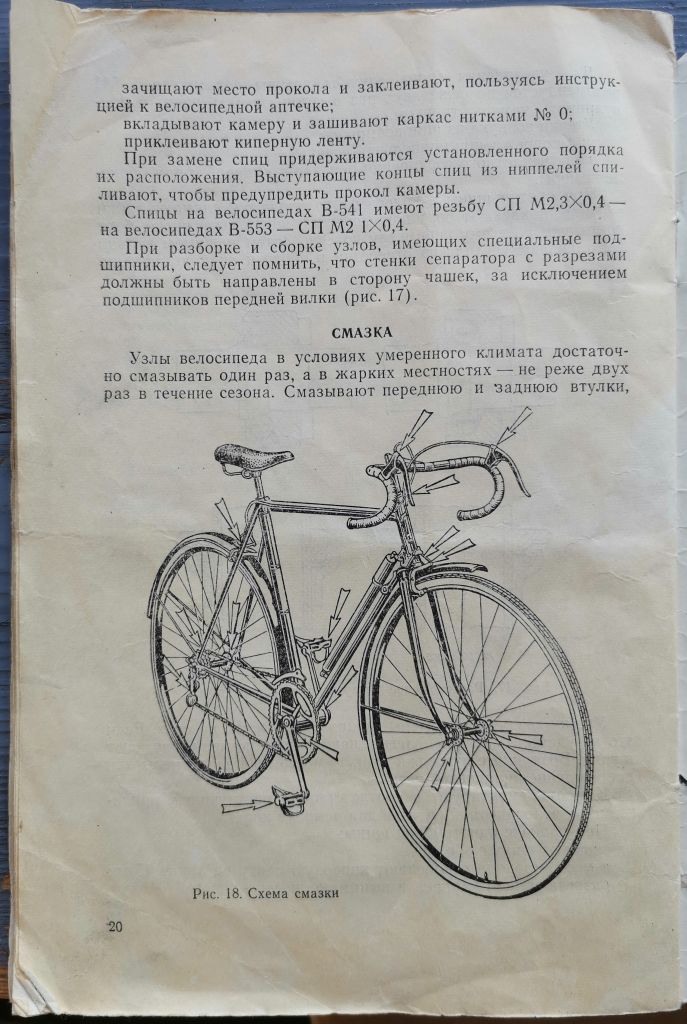 зачищают место прокола и заклеивают, пользуясь инструк-
цией к велосипедной аптечке;
вкладывают камеру и зашивают каркас нитками № 0;
приклеивают киперную ленту.
При замене спиц придерживаются установленного порядка
их расположения. Выступающие концы спиц из ниппелей спи-
ливают, чтобы предупредить прокол камеры.
Спицы на велосипедах В-541 имеют резьбу СП М2,3×0,4 —
на велосипедах В-553 — СП М2 1×0,4.
При разборке и сборке узлов, имеющих специальные под-
шипники, следует помнить, что стенки сепаратора с разрезами
должны быть направлены в сторону чашек, за исключением
подшипников передней вилки (рис. 17).
СМАЗКА
Узлы велосипеда в условиях умеренного климата достаточ-
но смазывать один раз, а в жарких местностях — не реже двух
раз в течение сезона. Смазывают переднюю и заднюю втулки,
Рис. 18. Схема смазки
20